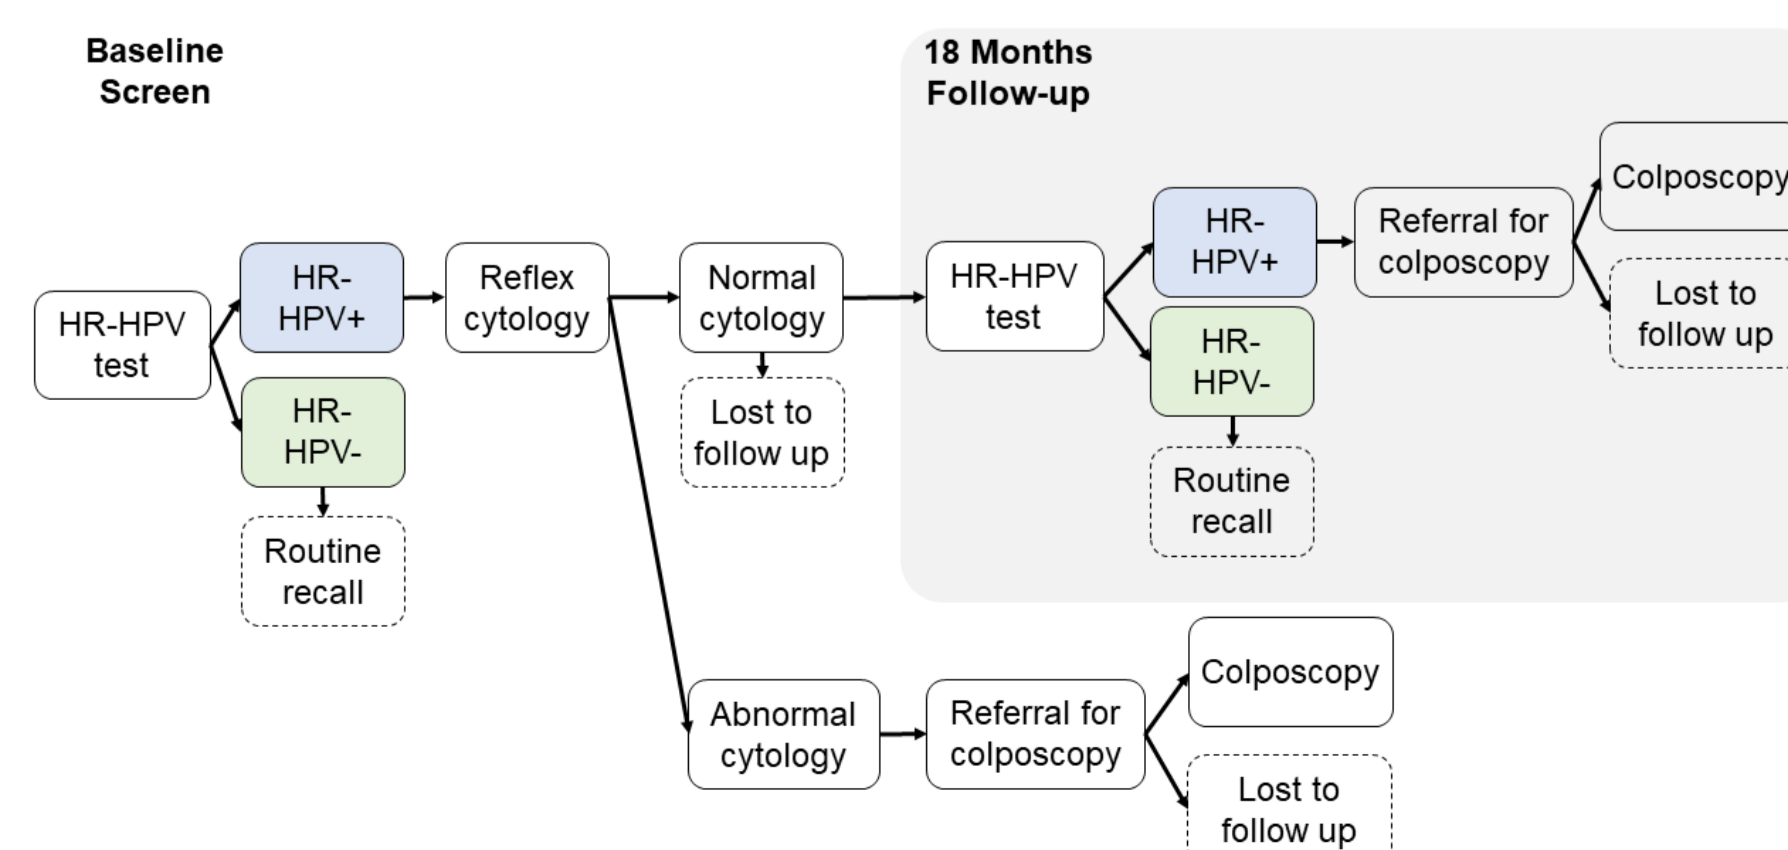 Baseline
Screen
18 Months
Follow-up
HR-HPV
test
HR-
HPV+
HR-
HPV-
Routine
recall
Reflex
cytology
Normal
cytology
Lost to
follow up
HR-HPV
test
HR-
HPV+
HR-
HPV-
Routine
recall
Referral for
colposcopy
Colposcopy
Lost to
follow up
Abnormal
cytology
Referral for
colposcopy
Colposcopy
Lost to
follow up